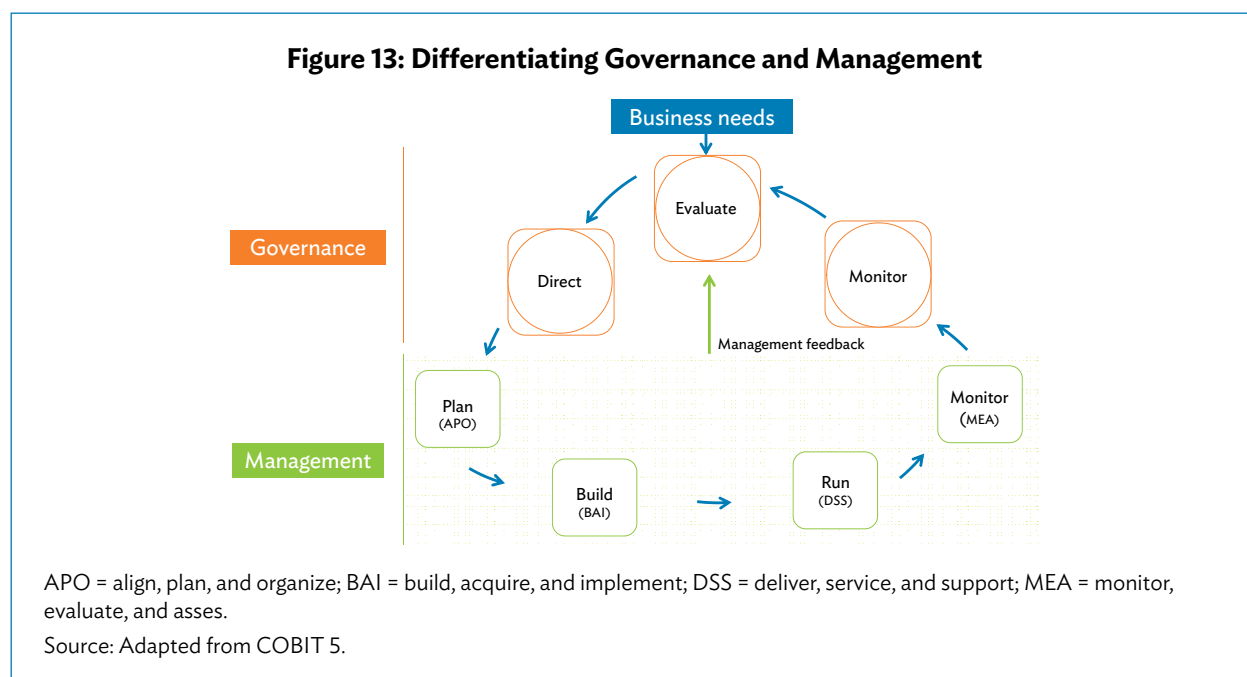 Figure 13: Differentiating Governance and Management
Business needs
Evaluate
Governance
Direct
Monitor
Management feedback
Plan
(APO)
Monitor
(MEA)
Management
Build
(BAI)
Run
(DSS)
APO = align, plan, and organize; BAI = build, acquire, and implement; DSS = deliver, service, and support; MEA = monitor,
evaluate, and asses.
Source: Adapted from COBIT 5.